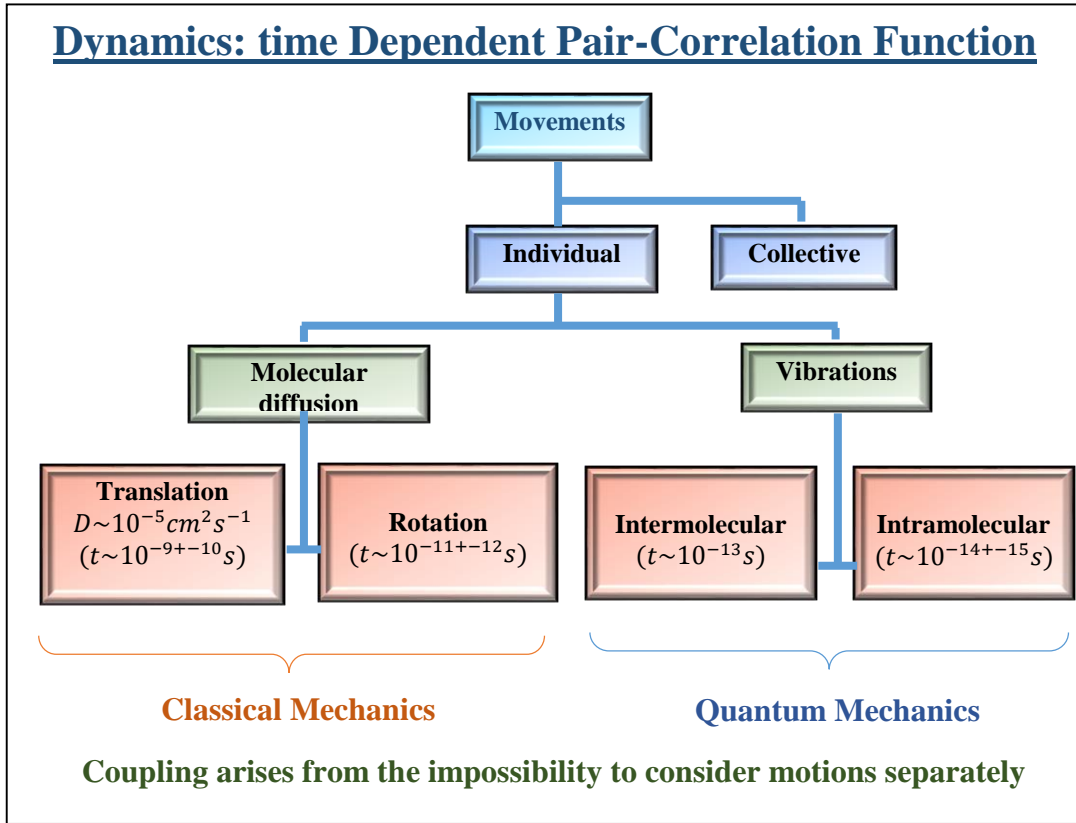 Dynamics: time Dependent Pair-Correlation Function
Movements
Individual
Collective
Molecular
diffusion
Vibrations
Translation
D~10⁻⁵cm²s⁻¹
(t~10⁻⁹⁺⁻¹⁰s)
Rotation
(t~10⁻¹¹⁺⁻¹²s)
Intermolecular
(t~10⁻¹³s)
Intramolecular
(t~10⁻¹⁴⁺⁻¹⁵s)
Classical Mechanics
Quantum Mechanics
Coupling arises from the impossibility to consider motions separately